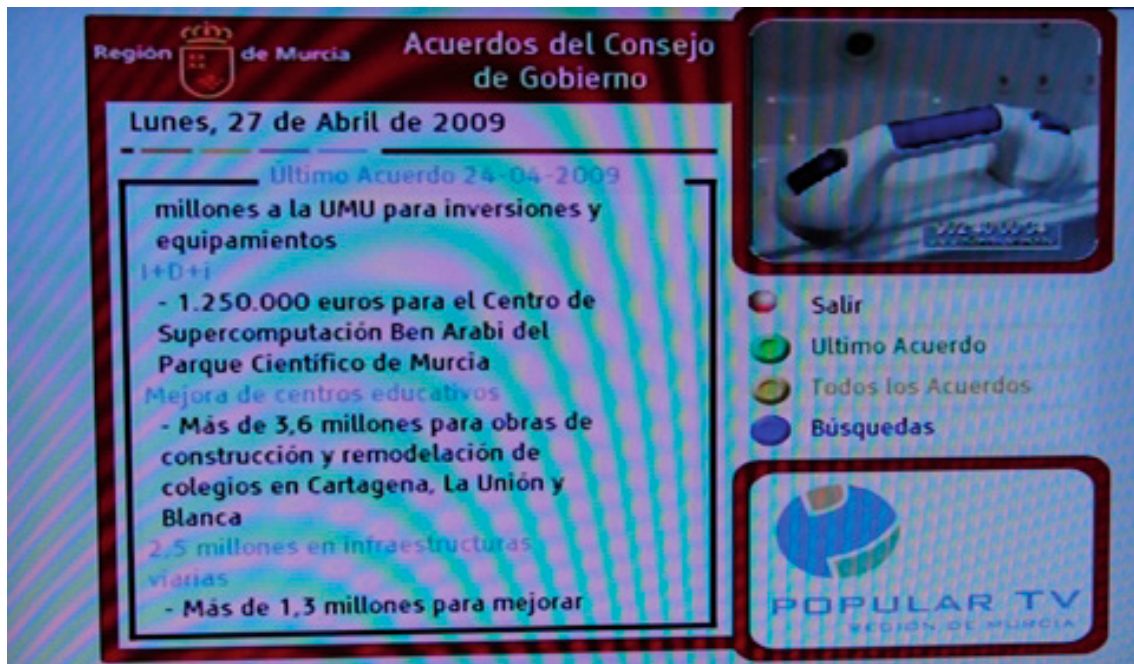 Región de Murcia
Acuerdos del Consejo
de Gobierno
Lunes, 27 de Abril de 2009
Último Acuerdo 24-04-2009
millones a la UMU para inversiones y
equipamientos
I+D+i
- 1.250.000 euros para el Centro de
Supercomputación Ben Arabi del
Parque Científico de Murcia
Mejora de centros educativos
- Más de 3,6 millones para obras de
construcción y remodelación de
colegios en Cartagena, La Unión y
Blanca
2,5 millones en infraestructuras
viarias
- Más de 1,3 millones para mejorar
902 40 00 04
Salir
Ultimo Acuerdo
Todos los Acuerdos
Búsquedas
POPULAR TV
REGIÓN DE MURCIA